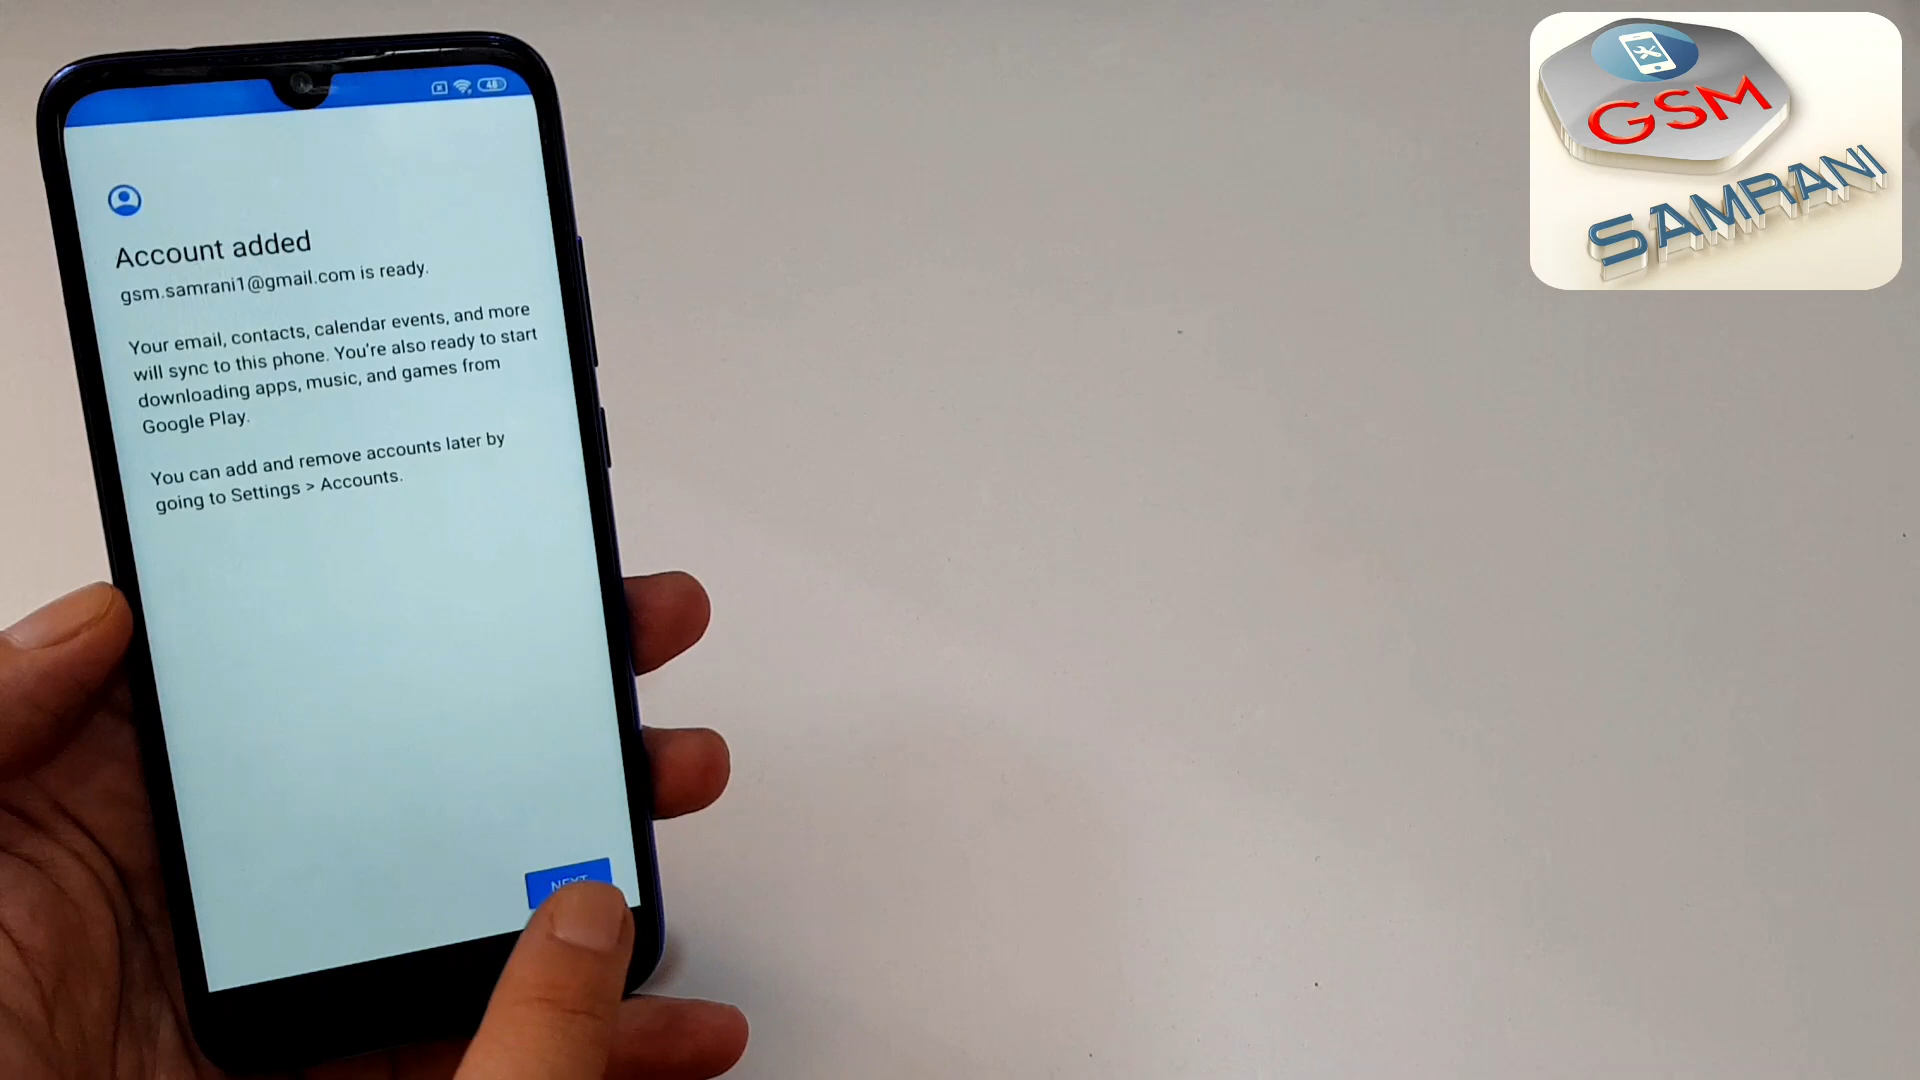 48
Account added
gsm.samrani1@gmail.com is ready.
Your email, contacts, calendar events, and more
will sync to this phone. You're also ready to start
downloading apps, music, and games from
Google Play.
You can add and remove accounts later by
going to Settings > Accounts.
NEXT
GSM
SAMRANI